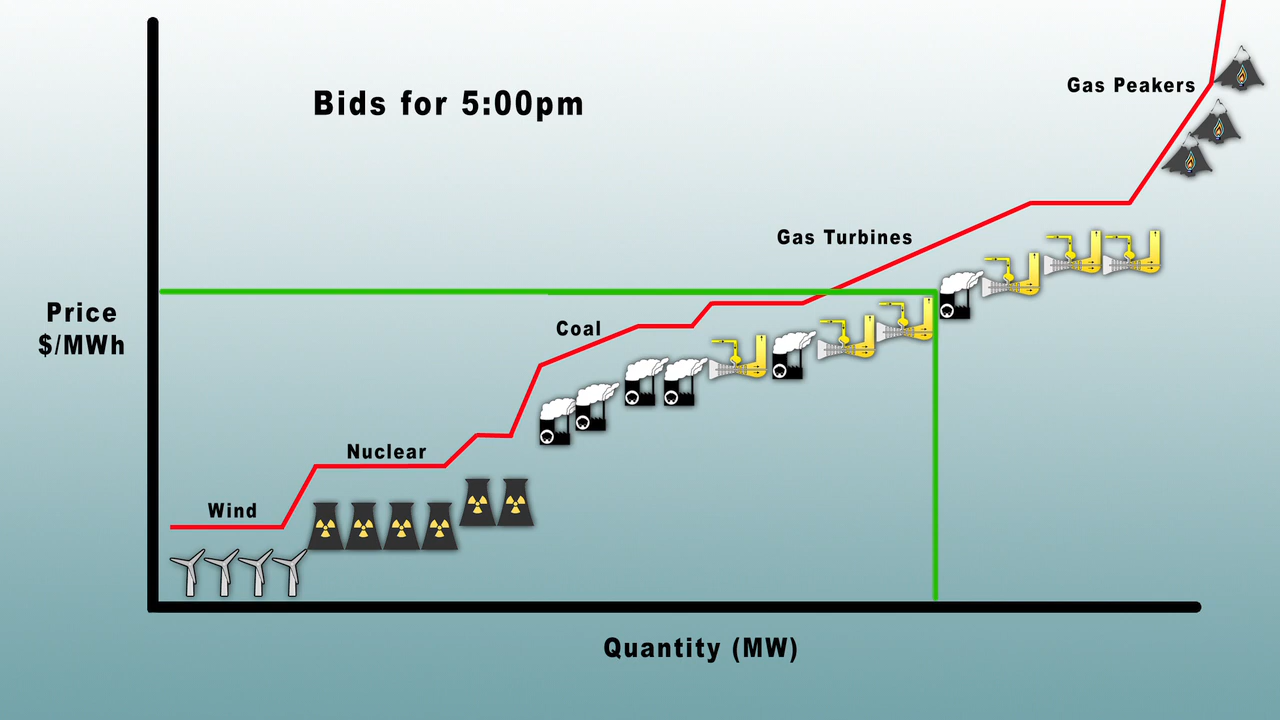 Bids for 5:00pm
Gas Peakers
Gas Turbines
Price
$/MWh
Coal
Nuclear
Wind
Quantity (MW)